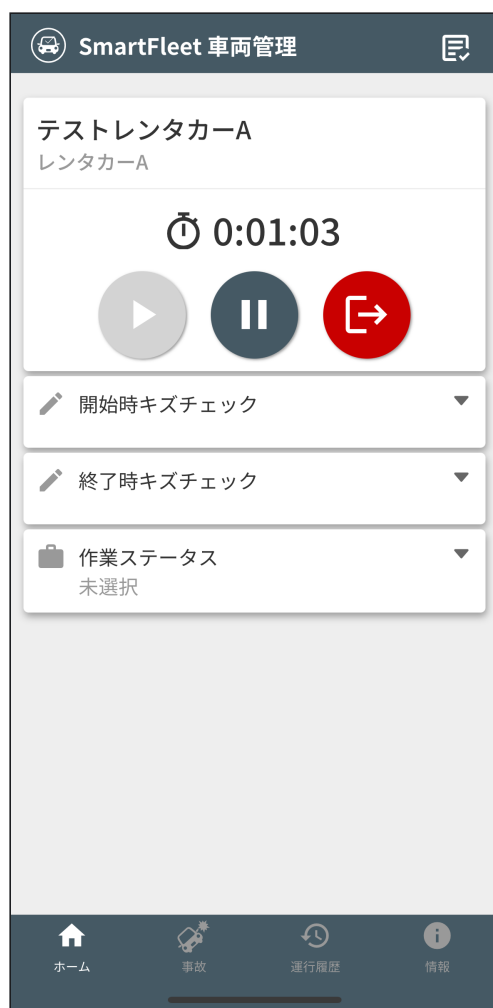 SmartFleet 車両管理
テストレンタカーA
レンタカーA
0:01:03
開始時キズチェック
終了時キズチェック
作業ステータス
未選択
ホーム
事故
運行履歴
情報